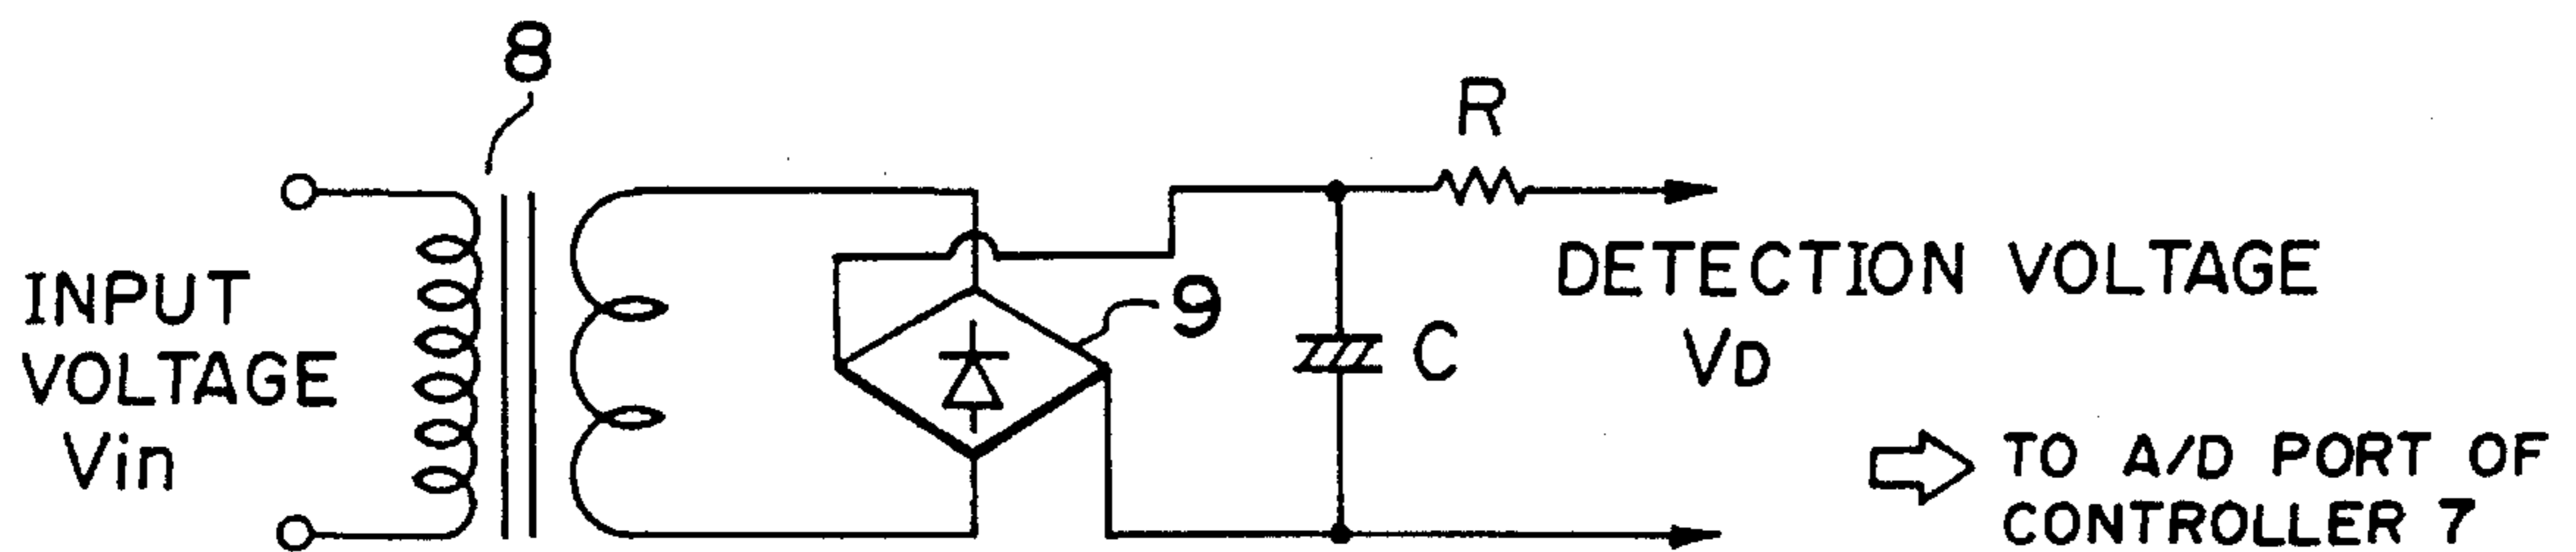 8
R
INPUT
VOLTAGE
Vin
9
C
DETECTION VOLTAGE
VD
TO A/D PORT OF
CONTROLLER 7